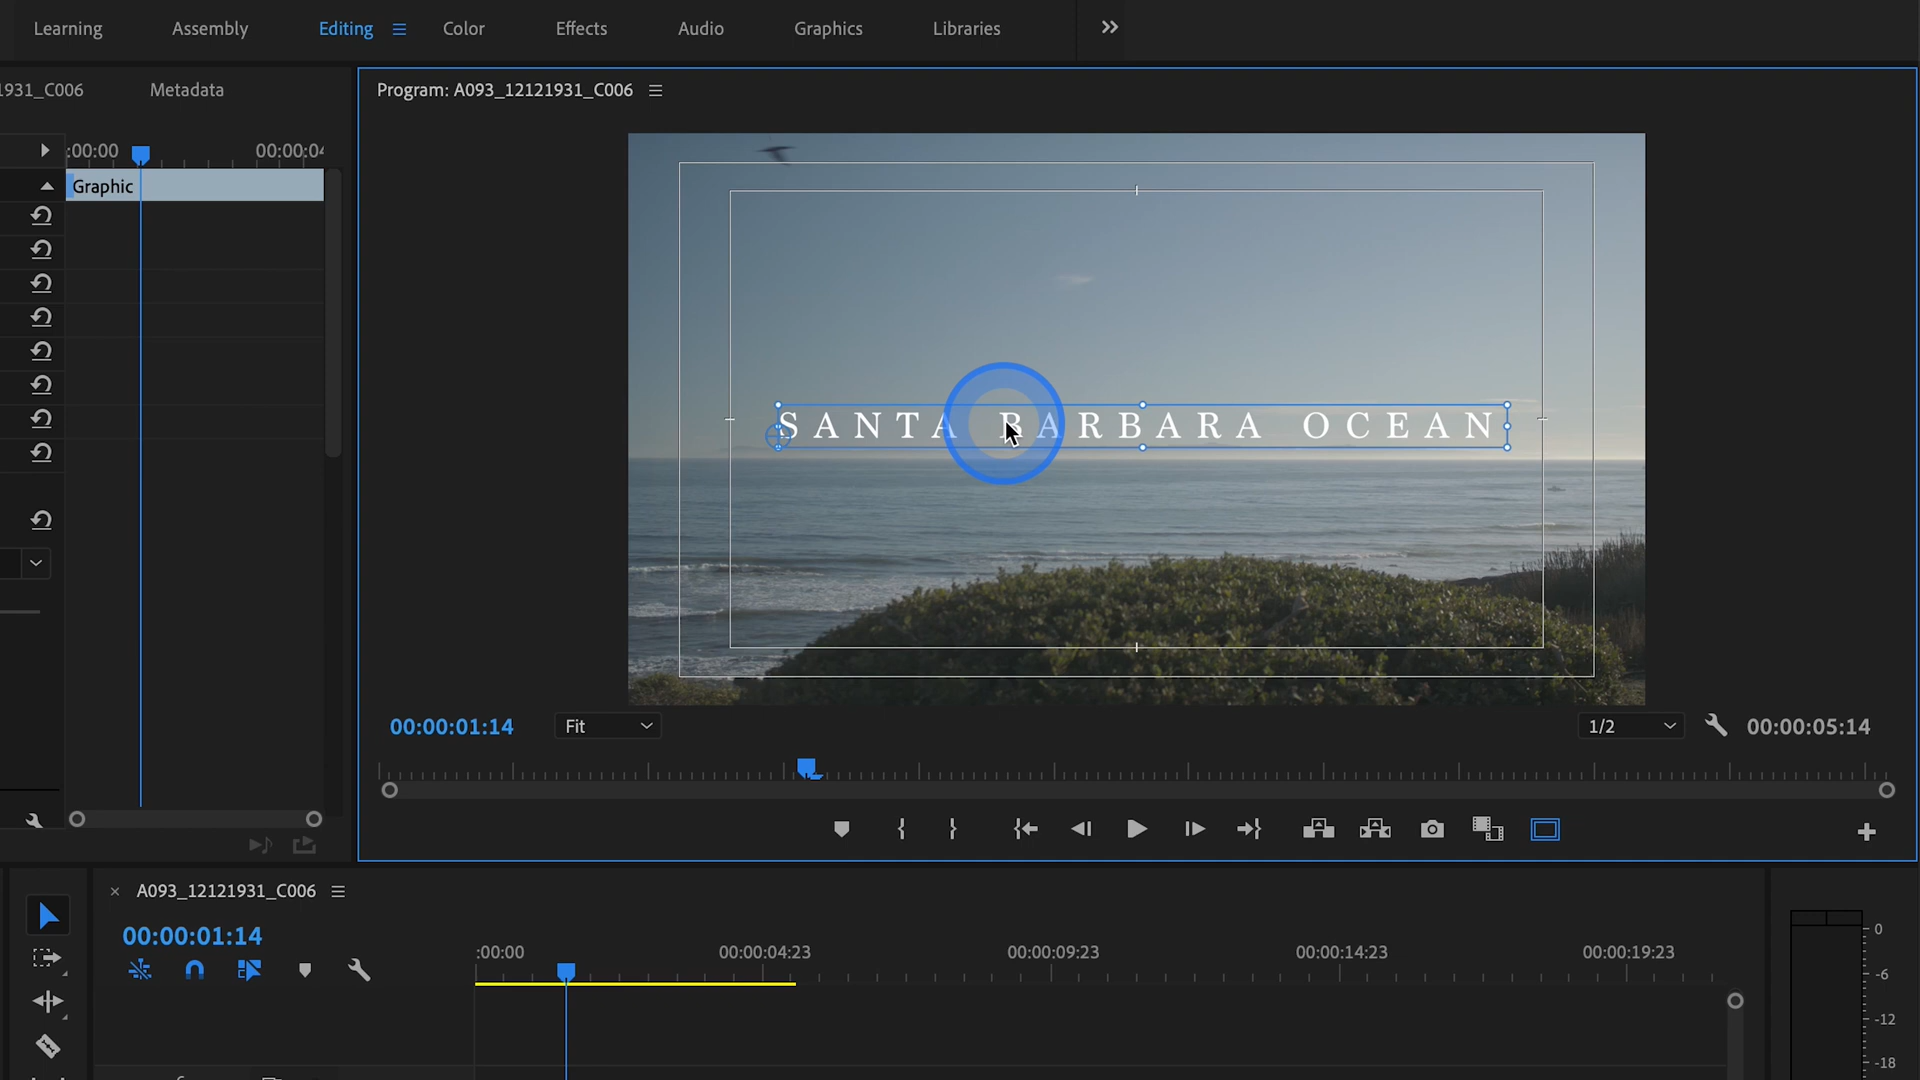 Learning Assembly Editing Color Effects Audio Graphics Libraries
1931_C006 Metadata
Program: A093_12121931_C006
:00:00 00:00:04
Graphic
SANTA BARBARA OCEAN
00:00:01:14 Fit 1/2 00:00:05:14
A093_12121931_C006
00:00:01:14
:00:00 00:00:04:23 00:00:09:23 00:00:14:23 00:00:19:23
0
-6
-12
-18